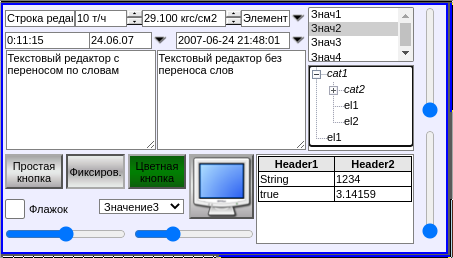 Строка реда 10 т/ч 29.100 кгс/см2 Элемент
0:11:15 24.06.07 2007-06-24 21:48:01
Текстовый редактор с
переносом по словам
Текстовый редактор без
переноса слов
Знач1
Знач2
Знач3
Знач4
cat1
cat2
el1
el2
el1
Простая
кнопка
Фиксиров.
Цветная
кнопка
Флажок
Значение3
Header1 Header2
String 1234
true 3.14159